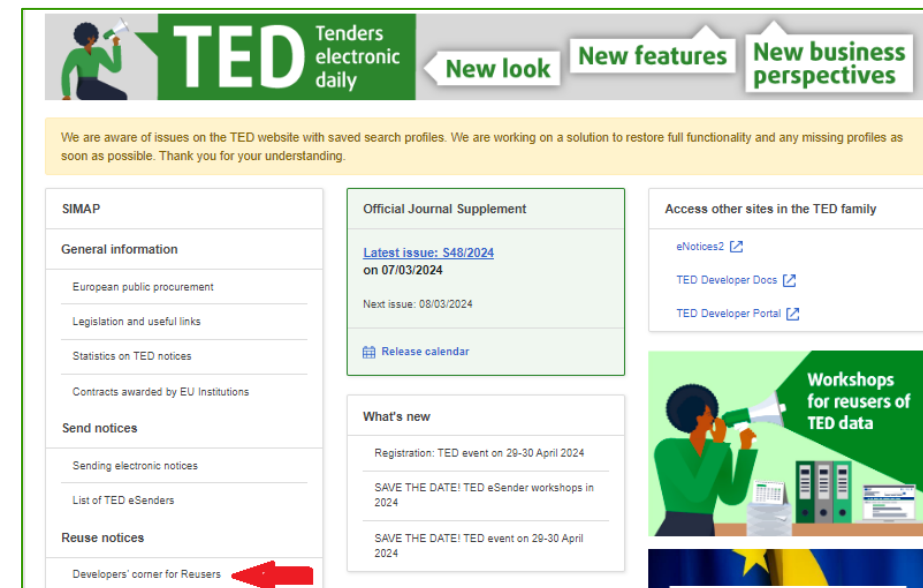 TED
Tenders
electronic
daily
New look
New features
New business
perspectives
We are aware of issues on the TED website with saved search profiles. We are working on a solution to restore full functionality and any missing profiles as
soon as possible. Thank you for your understanding.
SIMAP
General information
European public procurement
Legislation and useful links
Statistics on TED notices
Contracts awarded by EU Institutions
Send notices
Sending electronic notices
List of TED eSenders
Reuse notices
Developers' corner for Reusers
Official Journal Supplement
Latest issue: S48/2024
on 07/03/2024
Next issue: 08/03/2024
Release calendar
What's new
Registration: TED event on 29-30 April 2024
SAVE THE DATE! TED eSender workshops in
2024
SAVE THE DATE! TED event on 29-30 April
2024
Access other sites in the TED family
eNotices2
TED Developer Docs
TED Developer Portal
Workshops
for reusers of
TED data